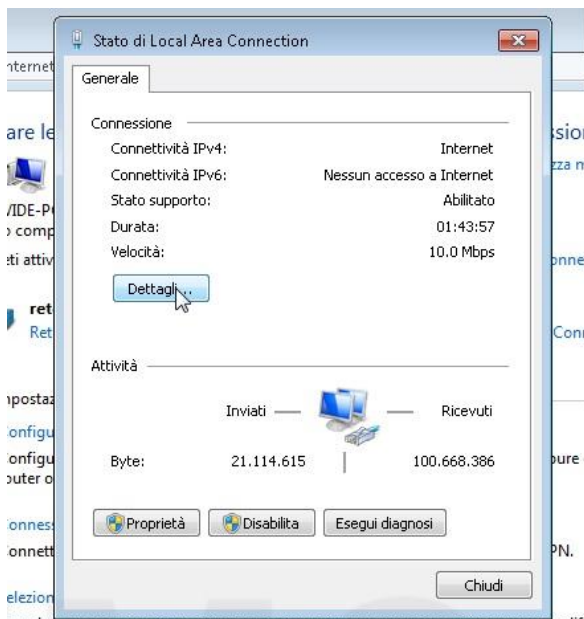 Stato di Local Area Connection
Generale
Connessione
Connettività IPv4: Internet
Connettività IPv6: Nessun accesso a Internet
Stato supporto: Abilitato
Durata: 01:43:57
Velocità: 10.0 Mbps
Dettagli...
Attività
Inviati Ricevuti
Byte: 21.114.615 100.668.386
Proprietà Disabilita Esegui diagnosi
Chiudi